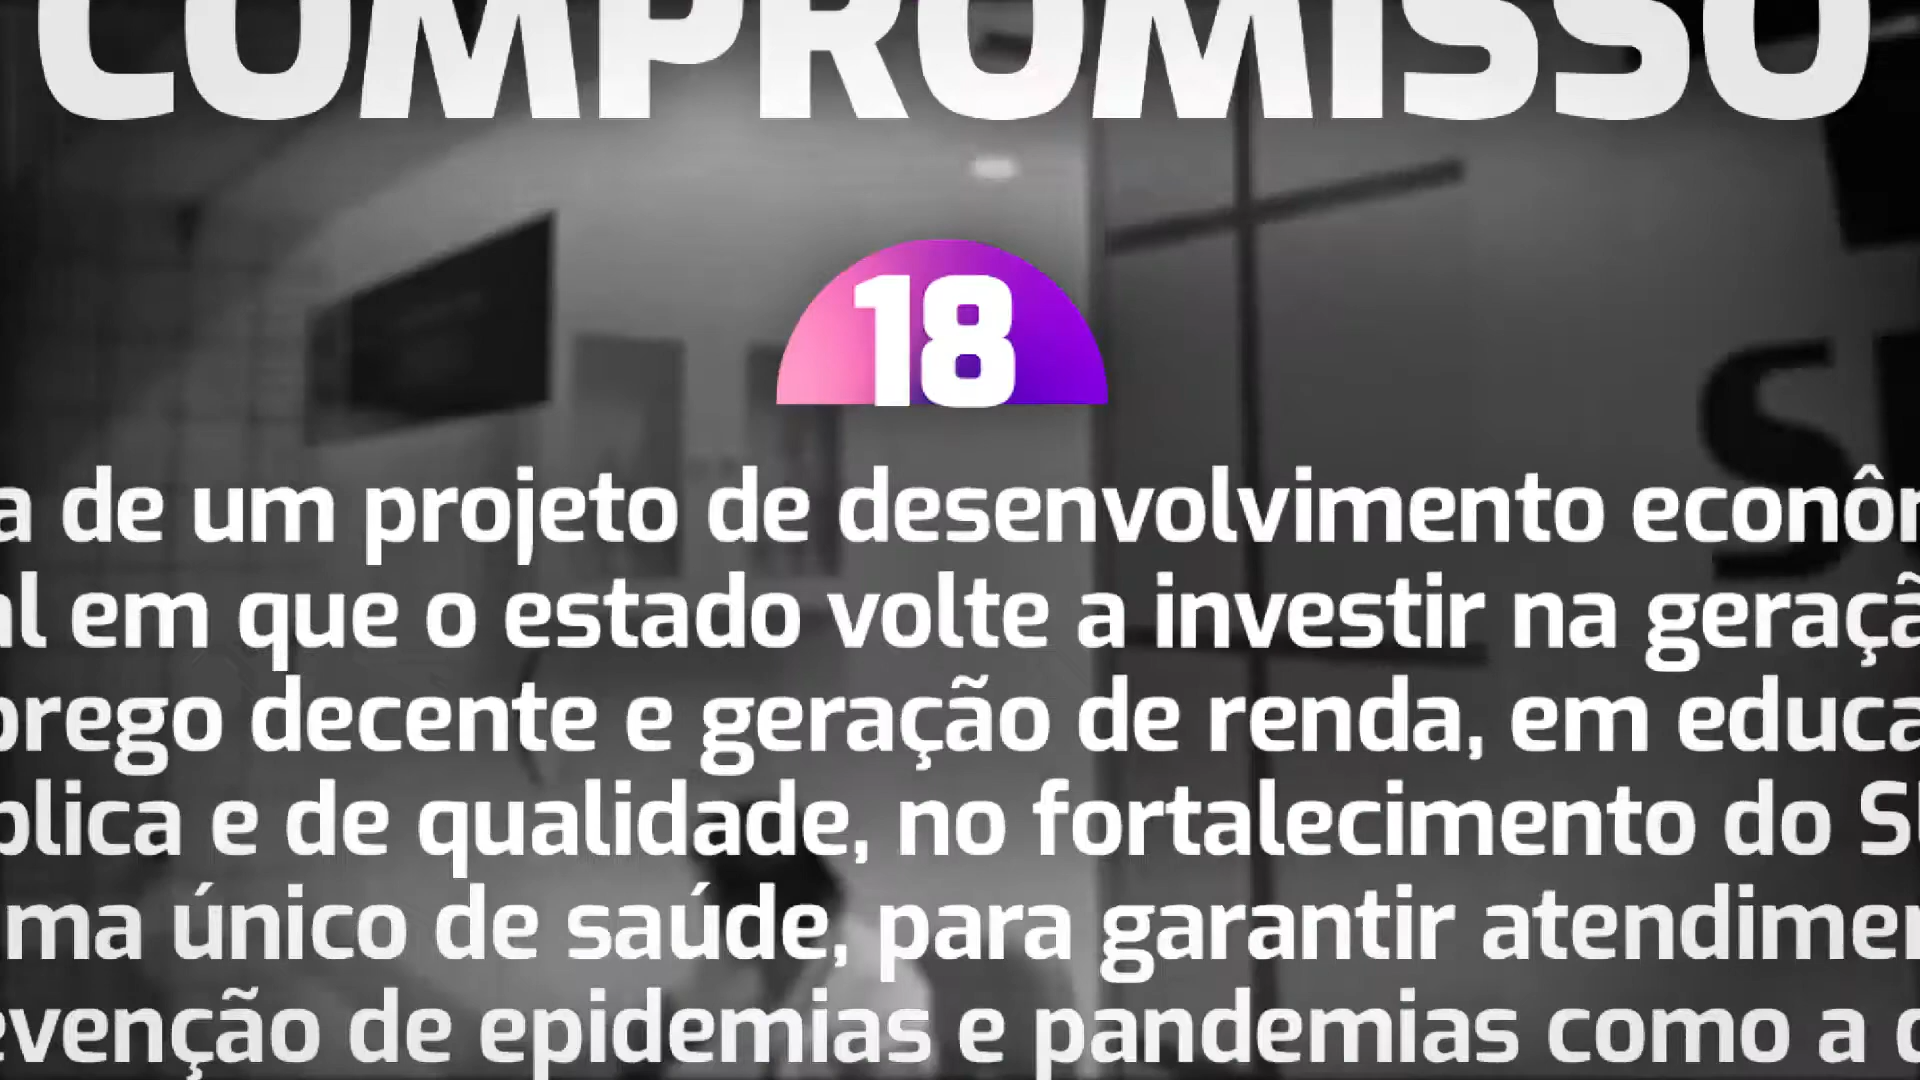 COMPROMISSO
18
a de um projeto de desenvolvimento econôm
al em que o estado volte a investir na geraçã
prego decente e geração de renda, em educa
blica e de qualidade, no fortalecimento do SU
ma único de saúde, para garantir atendimen
evenção de epidemias e pandemias como a